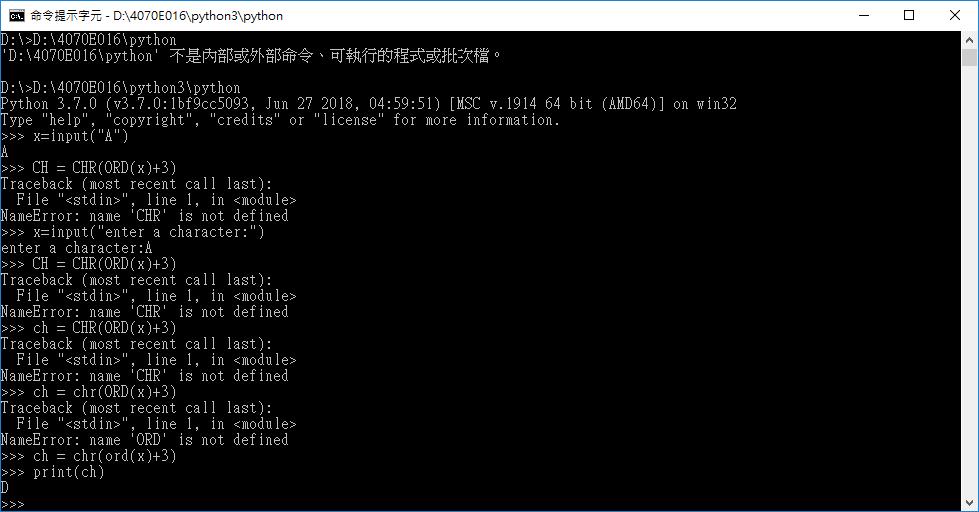 命令提示字元 - D:\4070E016\python3\python
D:\>D:\4070E016\python
'D:\4070E016\python' 不是內部或外部命令、可執行的程式或批次檔。
D:\>D:\4070E016\python3\python
Python 3.7.0 (v3.7.0:1bf9cc5093, Jun 27 2018, 04:59:51) [MSC v.1914 64 bit (AMD64)] on win32
Type "help", "copyright", "credits" or "license" for more information.
>>> x=input("A")
A
>>> CH = CHR(ORD(x)+3)
Traceback (most recent call last):
  File "<stdin>", line 1, in <module>
NameError: name 'CHR' is not defined
>>> x=input("enter a character:")
enter a character:A
>>> CH = CHR(ORD(x)+3)
Traceback (most recent call last):
  File "<stdin>", line 1, in <module>
NameError: name 'CHR' is not defined
>>> ch = CHR(ORD(x)+3)
Traceback (most recent call last):
  File "<stdin>", line 1, in <module>
NameError: name 'CHR' is not defined
>>> ch = chr(ORD(x)+3)
Traceback (most recent call last):
  File "<stdin>", line 1, in <module>
NameError: name 'ORD' is not defined
>>> ch = chr(ord(x)+3)
>>> print(ch)
D
>>>